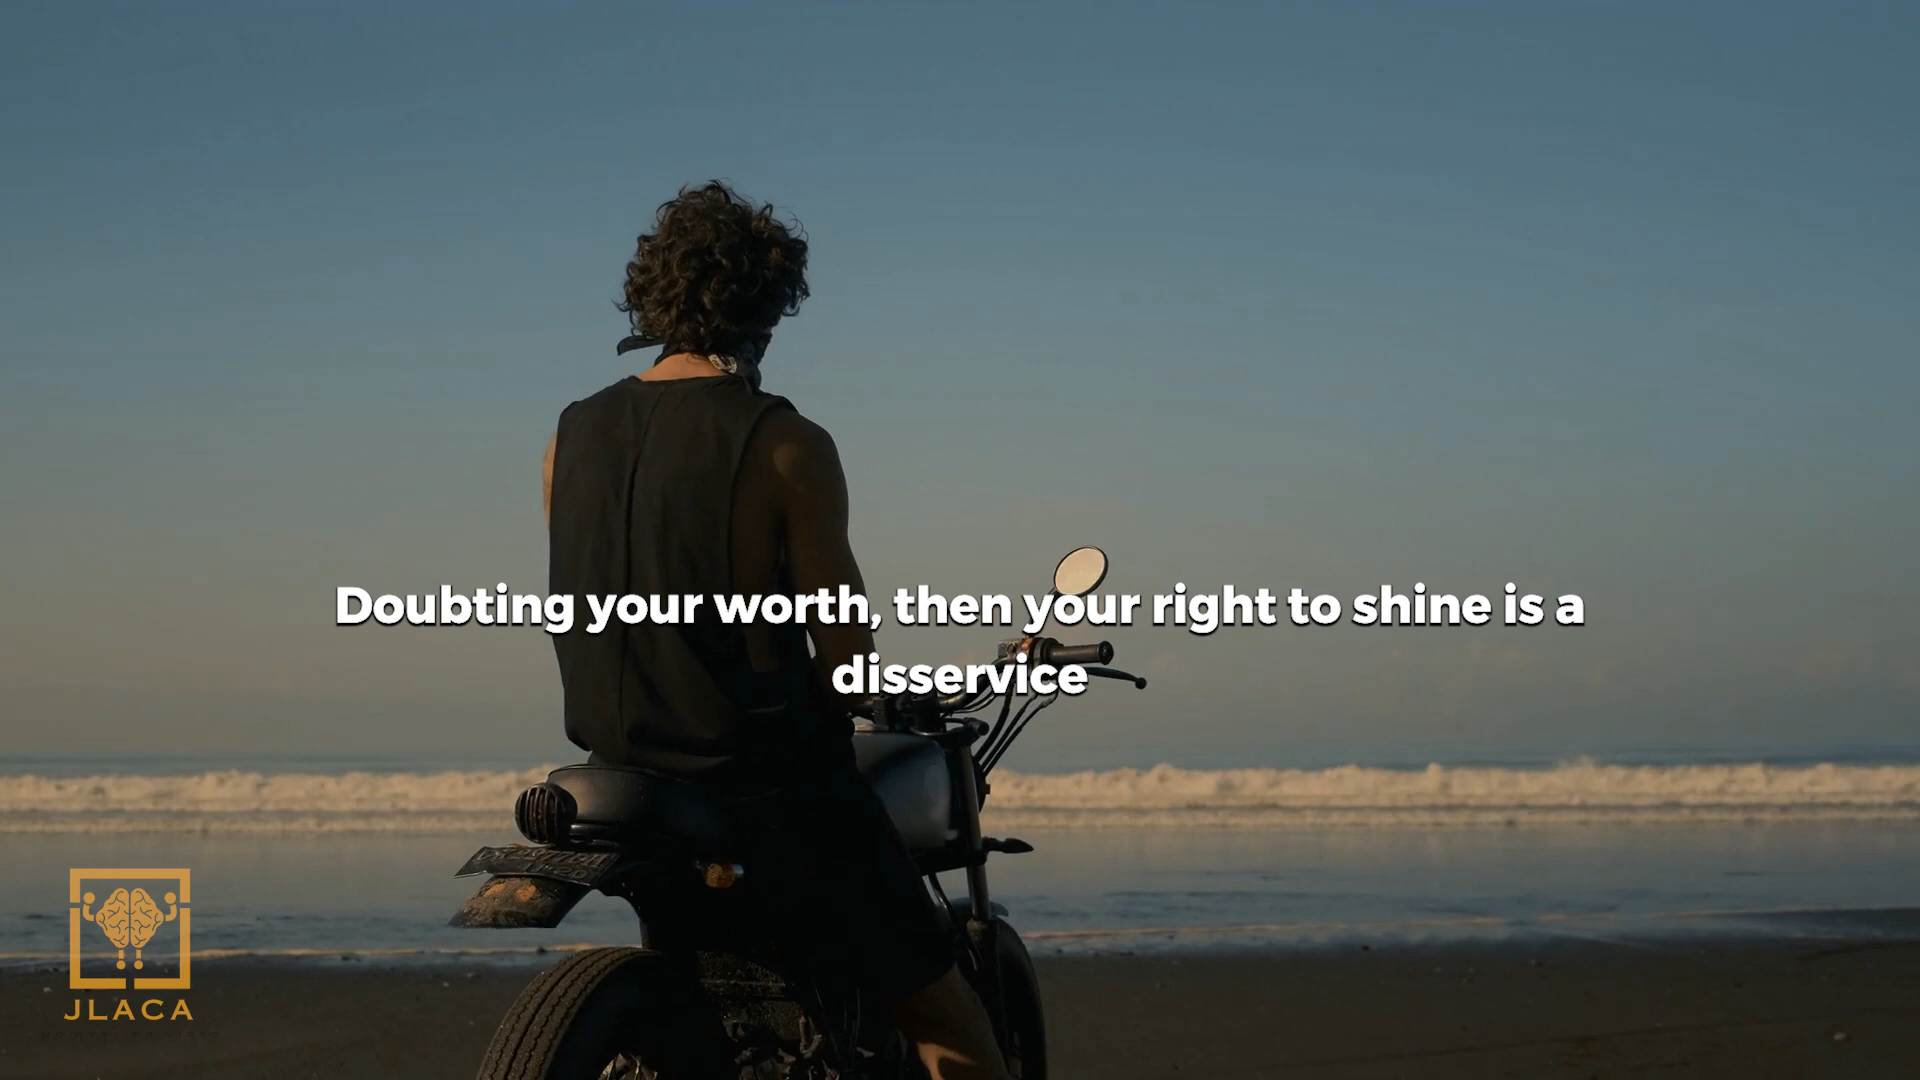 Doubting your worth, then your right to shine is a
disservice
JLACA